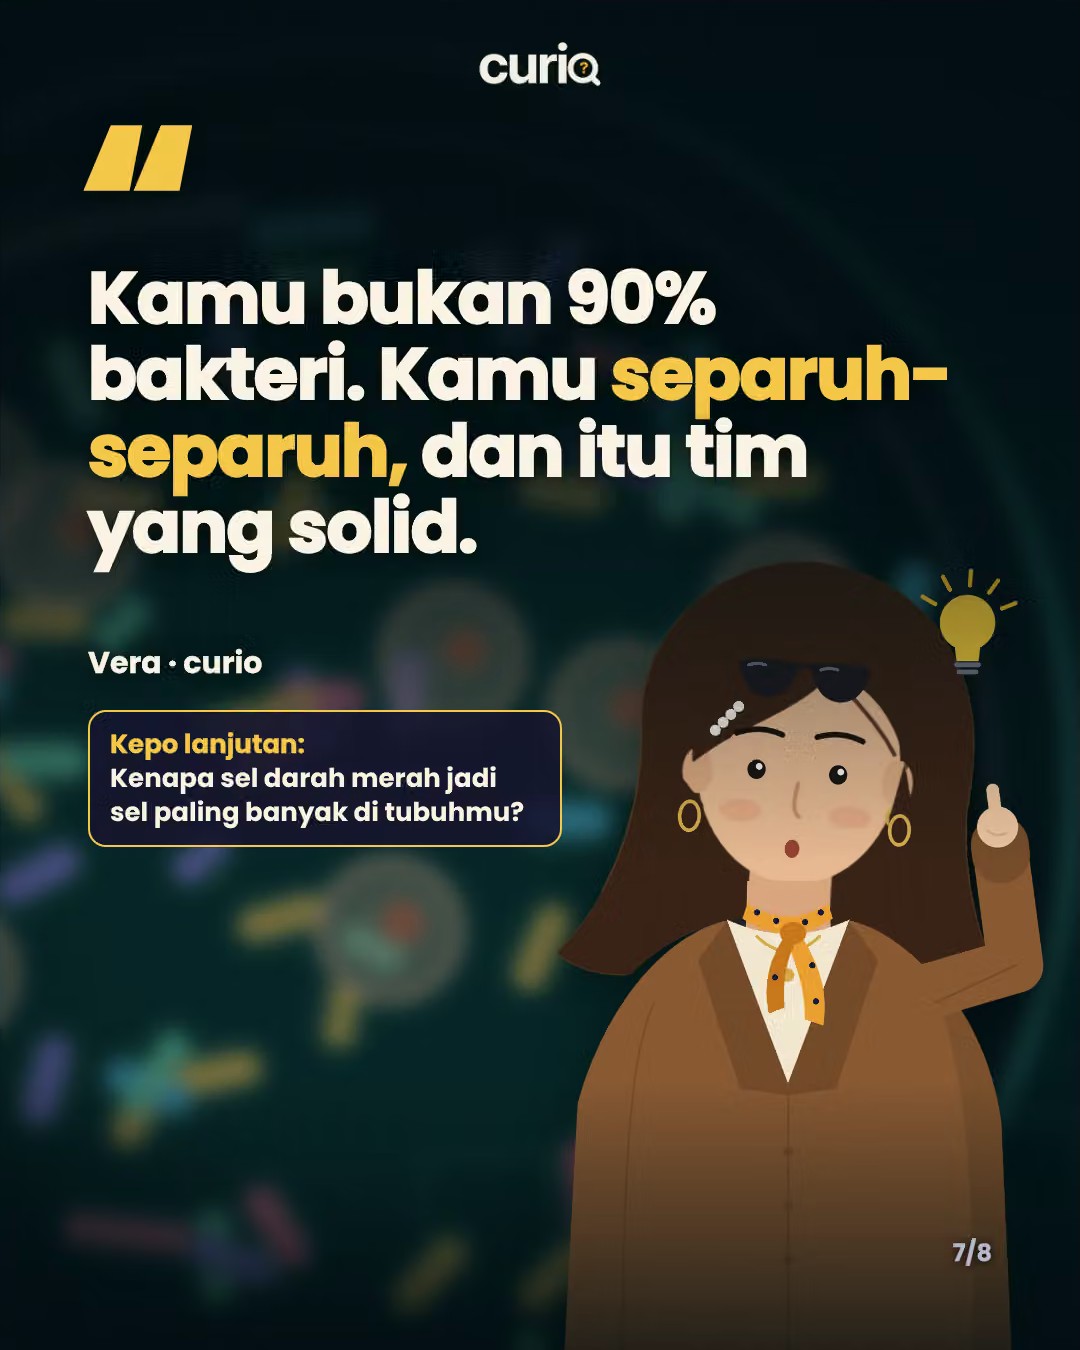 curio
Kamu bukan 90%
bakteri. Kamu separuh-
separuh, dan itu tim
yang solid.
Vera · curio
Kepo lanjutan:
Kenapa sel darah merah jadi
sel paling banyak di tubuhmu?
7/8